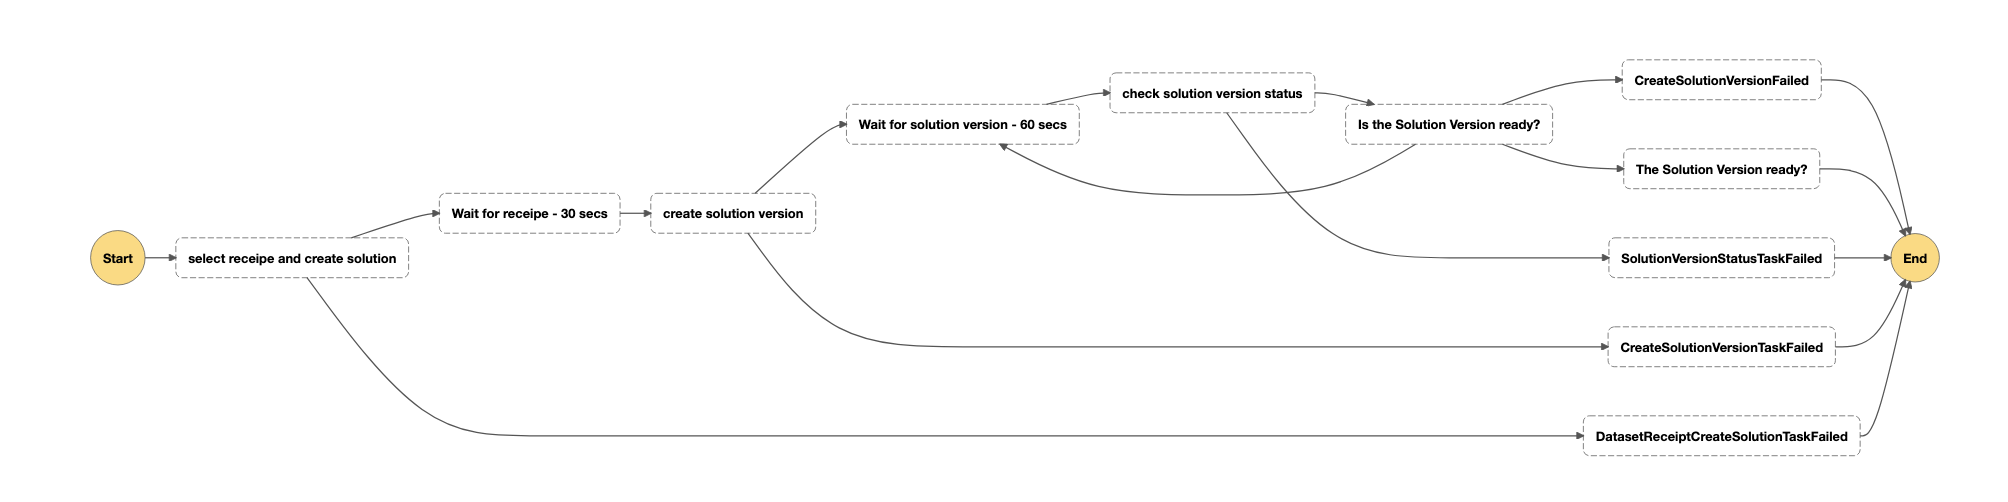 Start
select receipe and create solution
Wait for receipe - 30 secs
create solution version
Wait for solution version - 60 secs
check solution version status
Is the Solution Version ready?
CreateSolutionVersionFailed
The Solution Version ready?
SolutionVersionStatusTaskFailed
CreateSolutionVersionTaskFailed
DatasetReceiptCreateSolutionTaskFailed
End